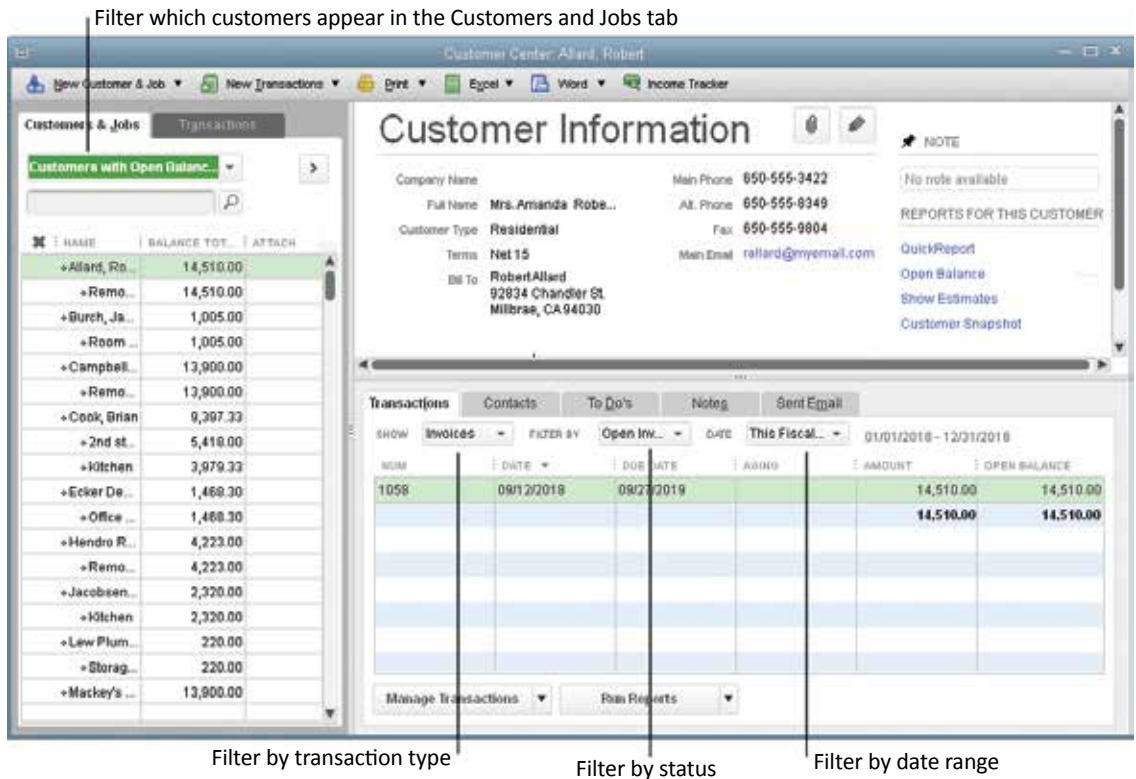 Filter which customers appear in the Customers and Jobs tab
Customer Center: Allard, Robert
New Customer & Job New Transactions Print Excel Word Income Tracker
Customers & Jobs Transactions
Customers with Open Balanc...
NAME BALANCE TOT... ATTACH
Allard, Ro... 14,510.00
Remo... 14,510.00
Burch, Ja... 1,005.00
Room ... 1,005.00
Campbell... 13,900.00
Remo... 13,900.00
Cook, Brian 9,397.33
2nd st... 5,418.00
Kitchen 3,979.33
Ecker De... 1,468.30
Office ... 1,468.30
Hendro R... 4,223.00
Remo... 4,223.00
Jacobsen... 2,320.00
Kitchen 2,320.00
Lew Plum... 220.00
Storag... 220.00
Mackey's ... 13,900.00
Customer Information
Company Name
Full Name Mrs. Amanda Robe...
Customer Type Residential
Terms Net 15
Bill To Robert Allard
92834 Chandler St.
Millbrae, CA 94030
Main Phone 650-555-3422
Alt. Phone 650-555-8349
Fax 650-555-9804
Main Email rallard@myemail.com
NOTE
No note available
REPORTS FOR THIS CUSTOMER
QuickReport
Open Balance
Show Estimates
Customer Snapshot
Transactions Contacts To Do's Notes Sent Email
SHOW Invoices FILTER BY Open Inv... DATE This Fiscal... 01/01/2018 - 12/31/2018
NUM DATE DUE DATE AGING AMOUNT OPEN BALANCE
1058 09/12/2018 09/27/2019 14,510.00 14,510.00
14,510.00 14,510.00
Manage Transactions Run Reports
Filter by transaction type
Filter by status
Filter by date range